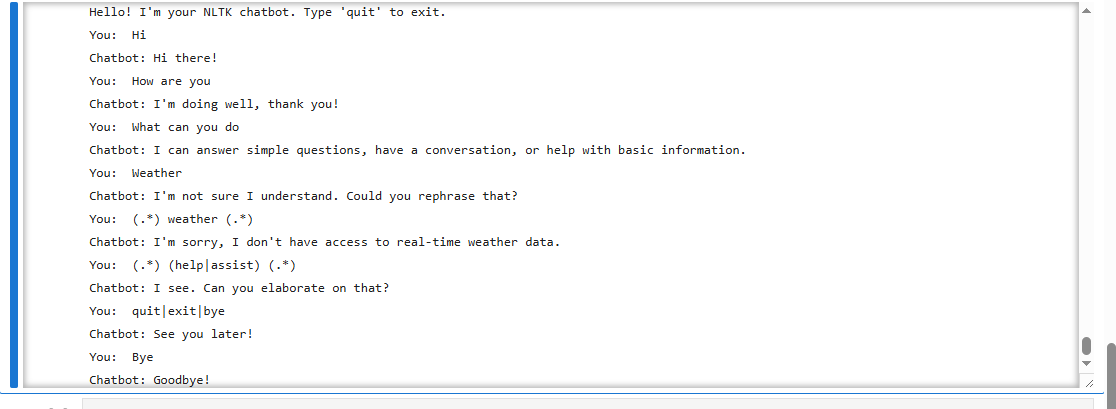 Hello! I'm your NLTK chatbot. Type 'quit' to exit.
You:  Hi
Chatbot: Hi there!
You:  How are you
Chatbot: I'm doing well, thank you!
You:  What can you do
Chatbot: I can answer simple questions, have a conversation, or help with basic information.
You:  Weather
Chatbot: I'm not sure I understand. Could you rephrase that?
You:  (.*) weather (.*)
Chatbot: I'm sorry, I don't have access to real-time weather data.
You:  (.*) (help|assist) (.*)
Chatbot: I see. Can you elaborate on that?
You:  quit|exit|bye
Chatbot: See you later!
You:  Bye
Chatbot: Goodbye!